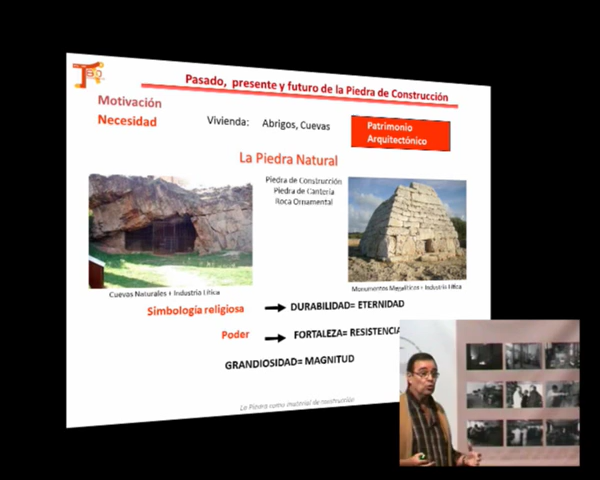 Pasado, presente y futuro de la Piedra de Construcción
Motivación
Necesidad
Vivienda: Abrigos, Cuevas
Patrimonio
Arquitectónico
La Piedra Natural
Piedra de Construcción
Piedra de Cantería
Roca Ornamental
Cuevas Naturales + Industria Lítica
Monumentos Megalíticos + Industria Lítica
Simbología religiosa
DURABILIDAD= ETERNIDAD
Poder
FORTALEZA= RESISTENCIA
GRANDIOSIDAD= MAGNITUD
La Piedra como material de construcción